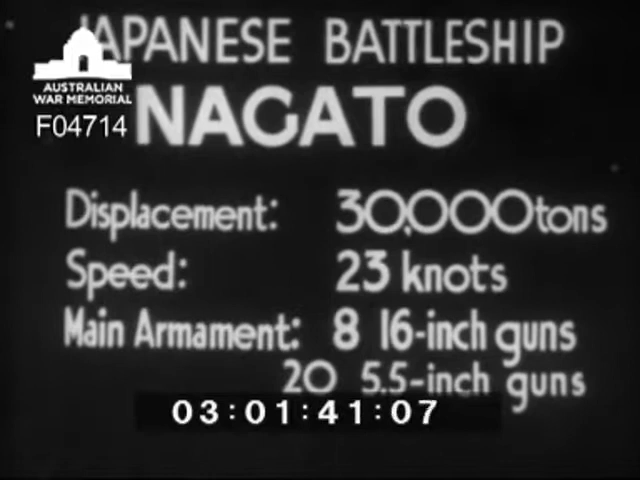 JAPANESE BATTLESHIP
AUSTRALIAN
WAR MEMORIAL
F04714
NAGATO
Displacement: 30,000 tons
Speed: 23 knots
Main Armament: 8 16-inch guns
20 5.5-inch guns
03:01:41:07